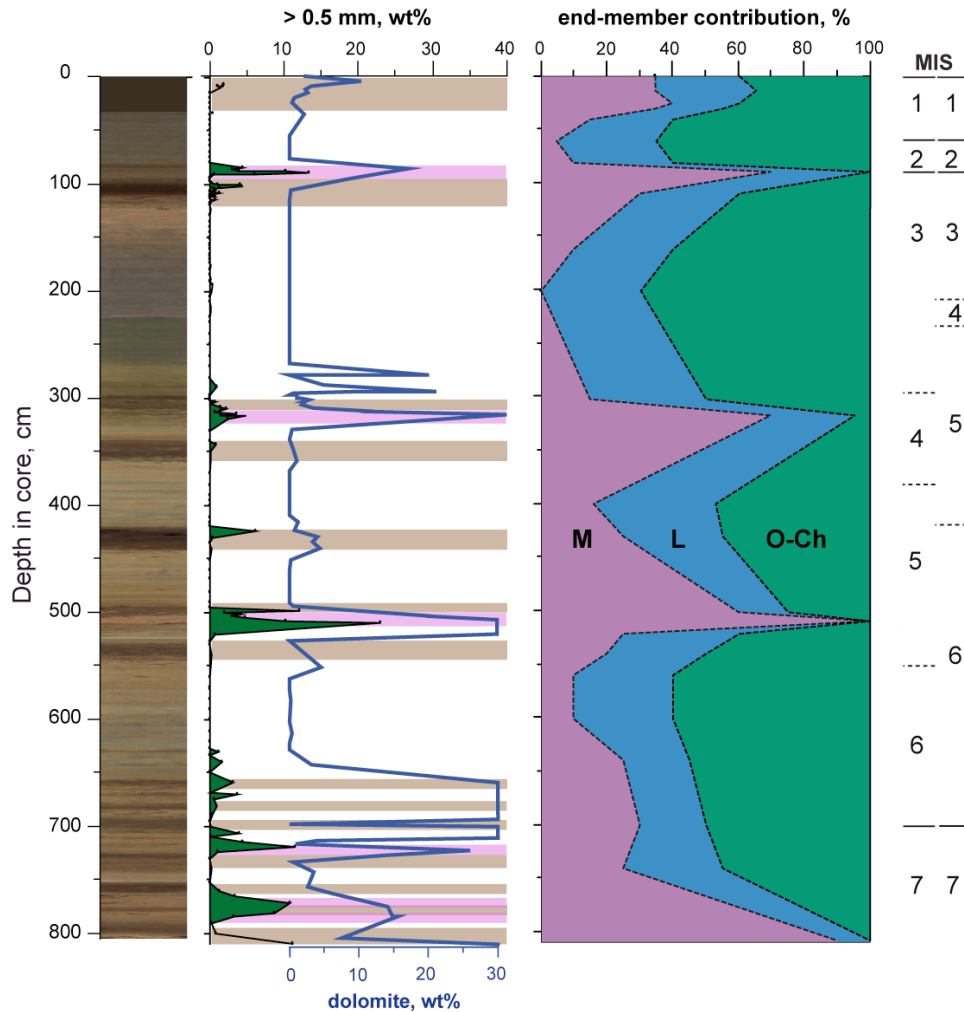 > 0.5 mm, wt%
end-member contribution, %
0 10 20 30 40
0 20 40 60 80 100
MIS
Depth in core, cm
0
100
200
300
400
500
600
700
800
M L O-Ch
1 1
2 2
3 3
4
4 5
5
6
6
7 7
0 10 20 30
dolomite, wt%